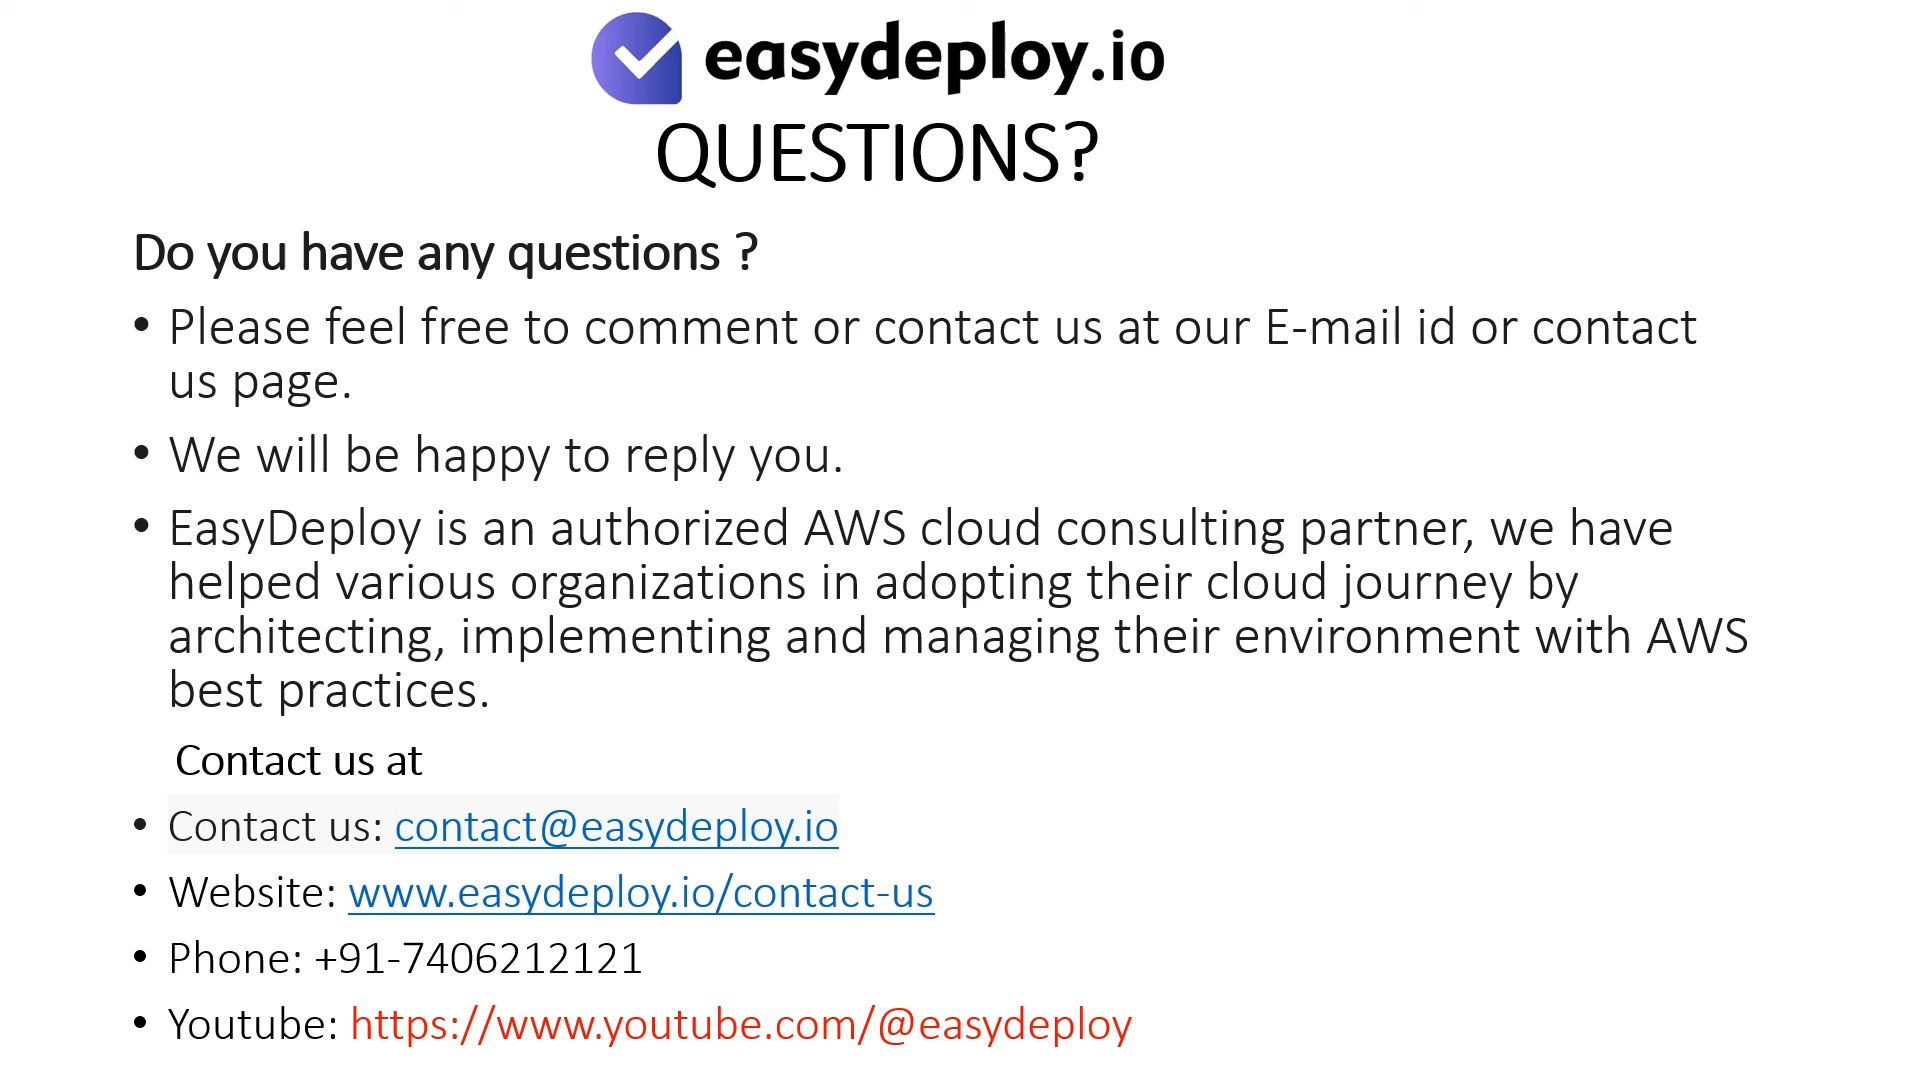 easydeploy.io
QUESTIONS?
Do you have any questions ?
• Please feel free to comment or contact us at our E-mail id or contact
us page.
• We will be happy to reply you.
• EasyDeploy is an authorized AWS cloud consulting partner, we have
helped various organizations in adopting their cloud journey by
architecting, implementing and managing their environment with AWS
best practices.
Contact us at
• Contact us: contact@easydeploy.io
• Website: www.easydeploy.io/contact-us
• Phone: +91-7406212121
• Youtube: https://www.youtube.com/@easydeploy